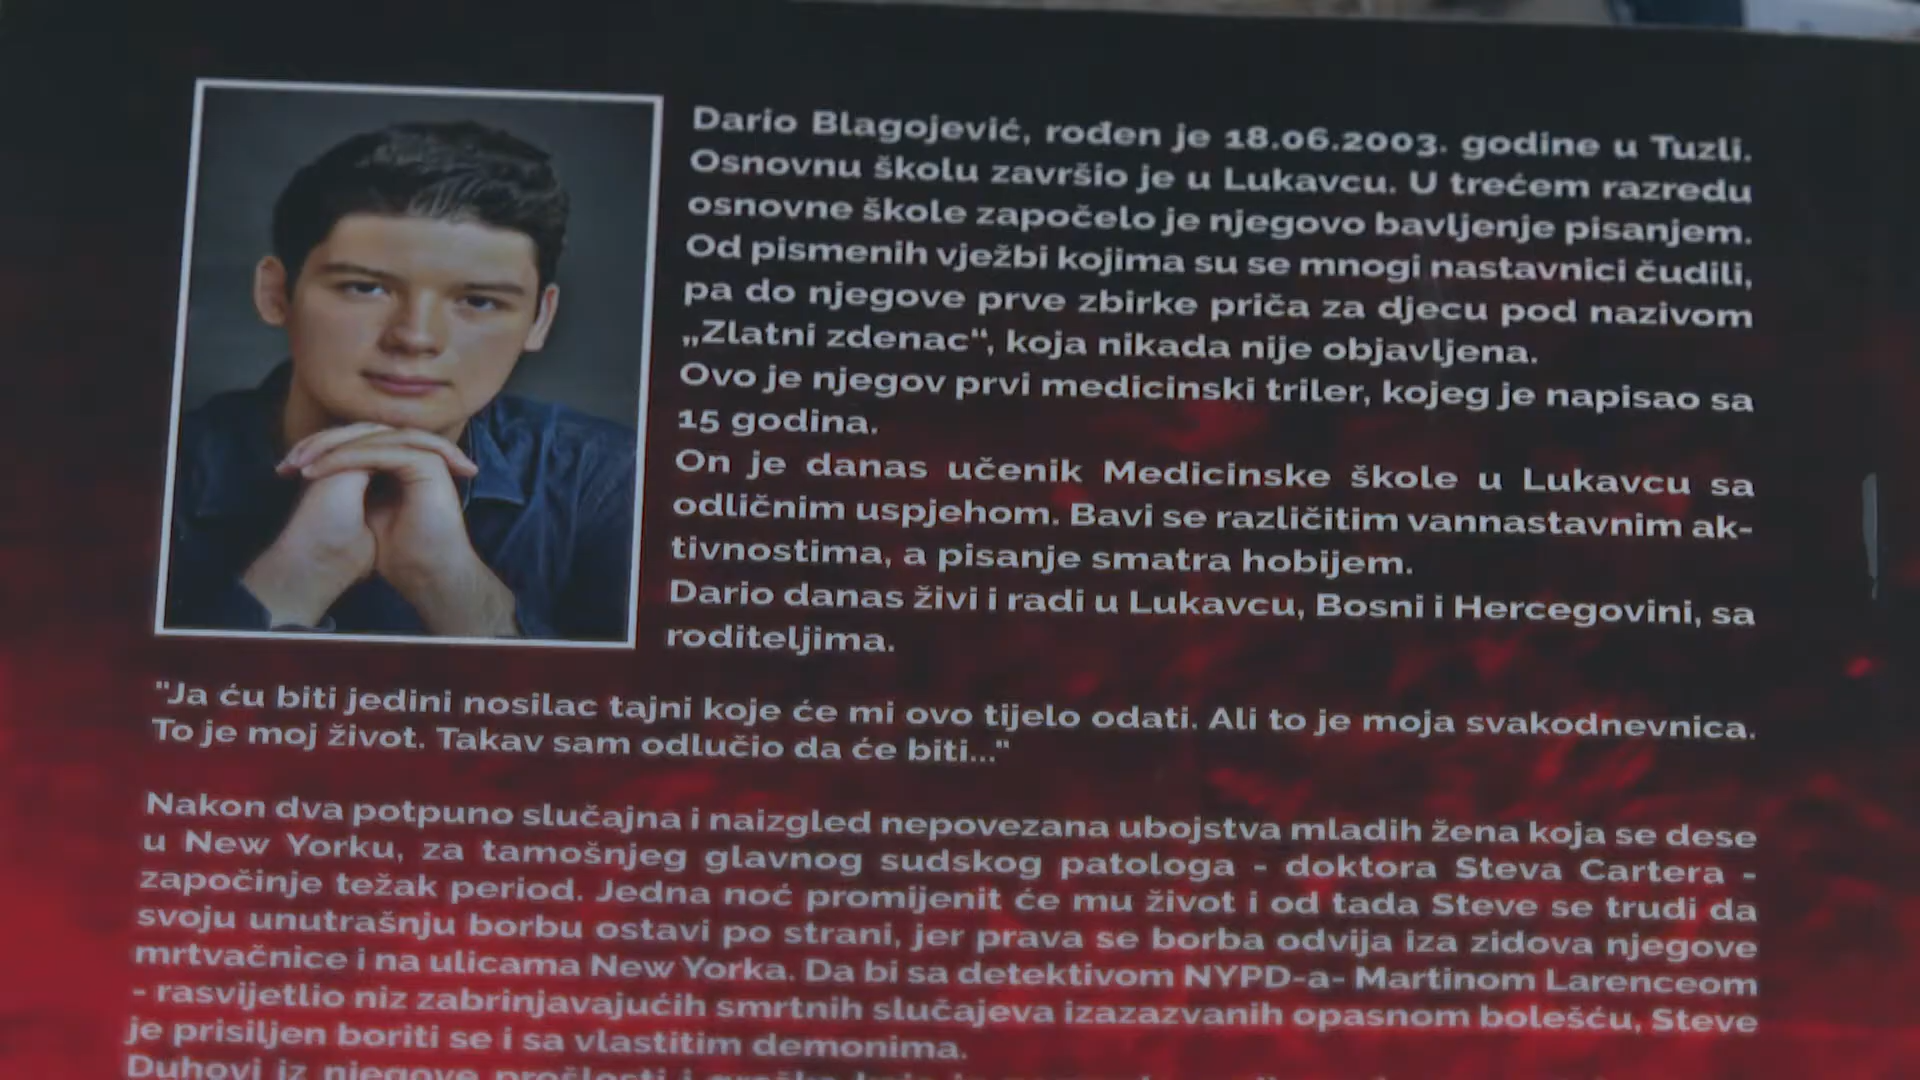 Dario Blagojević, rođen je 18.06.2003. godine u Tuzli.
Osnovnu školu završio je u Lukavcu. U trećem razredu
osnovne škole započelo je njegovo bavljenje pisanjem.
Od pismenih vježbi kojima su se mnogi nastavnici čudili,
pa do njegove prve zbirke priča za djecu pod nazivom
„Zlatni zdenac“, koja nikada nije objavljena.
Ovo je njegov prvi medicinski triler, kojeg je napisao sa
15 godina.
On je danas učenik Medicinske škole u Lukavcu sa
odličnim uspjehom. Bavi se različitim vannastavnim ak-
tivnostima, a pisanje smatra hobijem.
Dario danas živi i radi u Lukavcu, Bosni i Hercegovini, sa
roditeljima.
"Ja ću biti jedini nosilac tajni koje će mi ovo tijelo odati. Ali to je moja svakodnevnica.
To je moj život. Takav sam odlučio da će biti..."
Nakon dva potpuno slučajna i naizgled nepovezana ubojstva mladih žena koja se dese
u New Yorku, za tamošnjeg glavnog sudskog patologa - doktora Steva Cartera -
započinje težak period. Jedna noć promijenit će mu život i od tada Steve se trudi da
svoju unutrašnju borbu ostavi po strani, jer prava se borba odvija iza zidova njegove
mrtvačnice i na ulicama New Yorka. Da bi sa detektivom NYPD-a- Martinom Larenceom
- rasvijetlio niz zabrinjavajućih smrtnih slučajeva izazazvanih opasnom bolešću, Steve
je prisiljen boriti se i sa vlastitim demonima.
Duhovi iz njegove prošlosti i